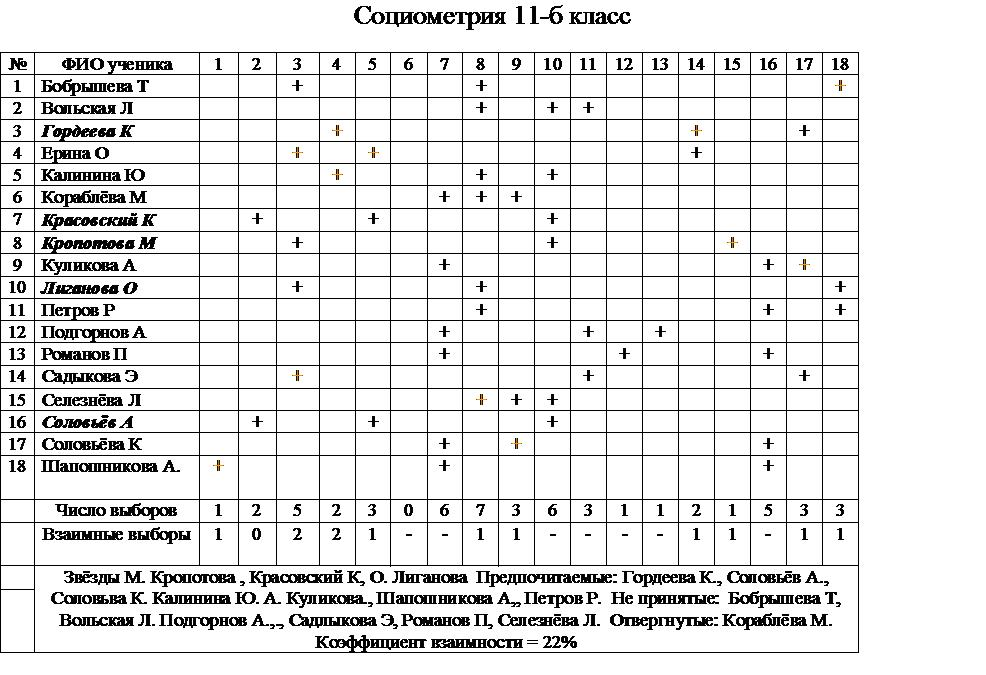 Социометрия 11-б класс
№ ФИО ученика 1 2 3 4 5 6 7 8 9 10 11 12 13 14 15 16 17 18
1 Бобрышева Т + + +
2 Вольская Л + + +
3 Гордеева К + + +
4 Ерина О + + +
5 Калинина Ю + + +
6 Кораблёва М + + +
7 Красовский К + + +
8 Кропотова М + + +
9 Куликова А + + +
10 Лиганова О + + +
11 Петров Р + + +
12 Подгорнов А + + +
13 Романов П + + +
14 Садыкова Э + + +
15 Селезнёва Л + + +
16 Соловьёв А + + +
17 Соловьёва К + + +
18 Шапошникова А. + + +
Число выборов 1 2 5 2 3 0 6 7 3 6 3 1 1 2 1 5 3 3
Взаимные выборы 1 0 2 2 1 - - 1 1 - - - - 1 1 - 1 1
Звёзды М. Кропотова , Красовский К, О. Лиганова Предпочитаемые: Гордеева К., Соловьёв А.,
Соловьва К. Калинина Ю. А. Куликова., Шапошникова А,, Петров Р. Не принятые: Бобрышева Т,
Вольская Л. Подгорнов А.,., Садлыкова Э, Романов П, Селезнёва Л. Отвергнутые: Кораблёва М.
Коэффициент взаимности = 22%